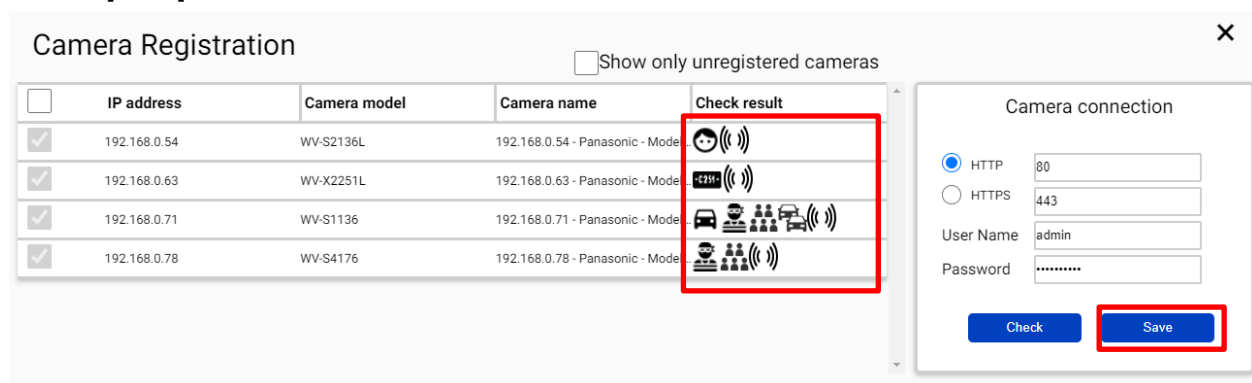 Camera Registration
Show only unregistered cameras
IP address Camera model Camera name Check result
192.168.0.54 WV-S2136L 192.168.0.54 - Panasonic - Model...
192.168.0.63 WV-X2251L 192.168.0.63 - Panasonic - Model...
192.168.0.71 WV-S1136 192.168.0.71 - Panasonic - Model...
192.168.0.78 WV-S4176 192.168.0.78 - Panasonic - Model...
Camera connection
HTTP 80
HTTPS 443
User Name admin
Password ••••••••••
Check Save